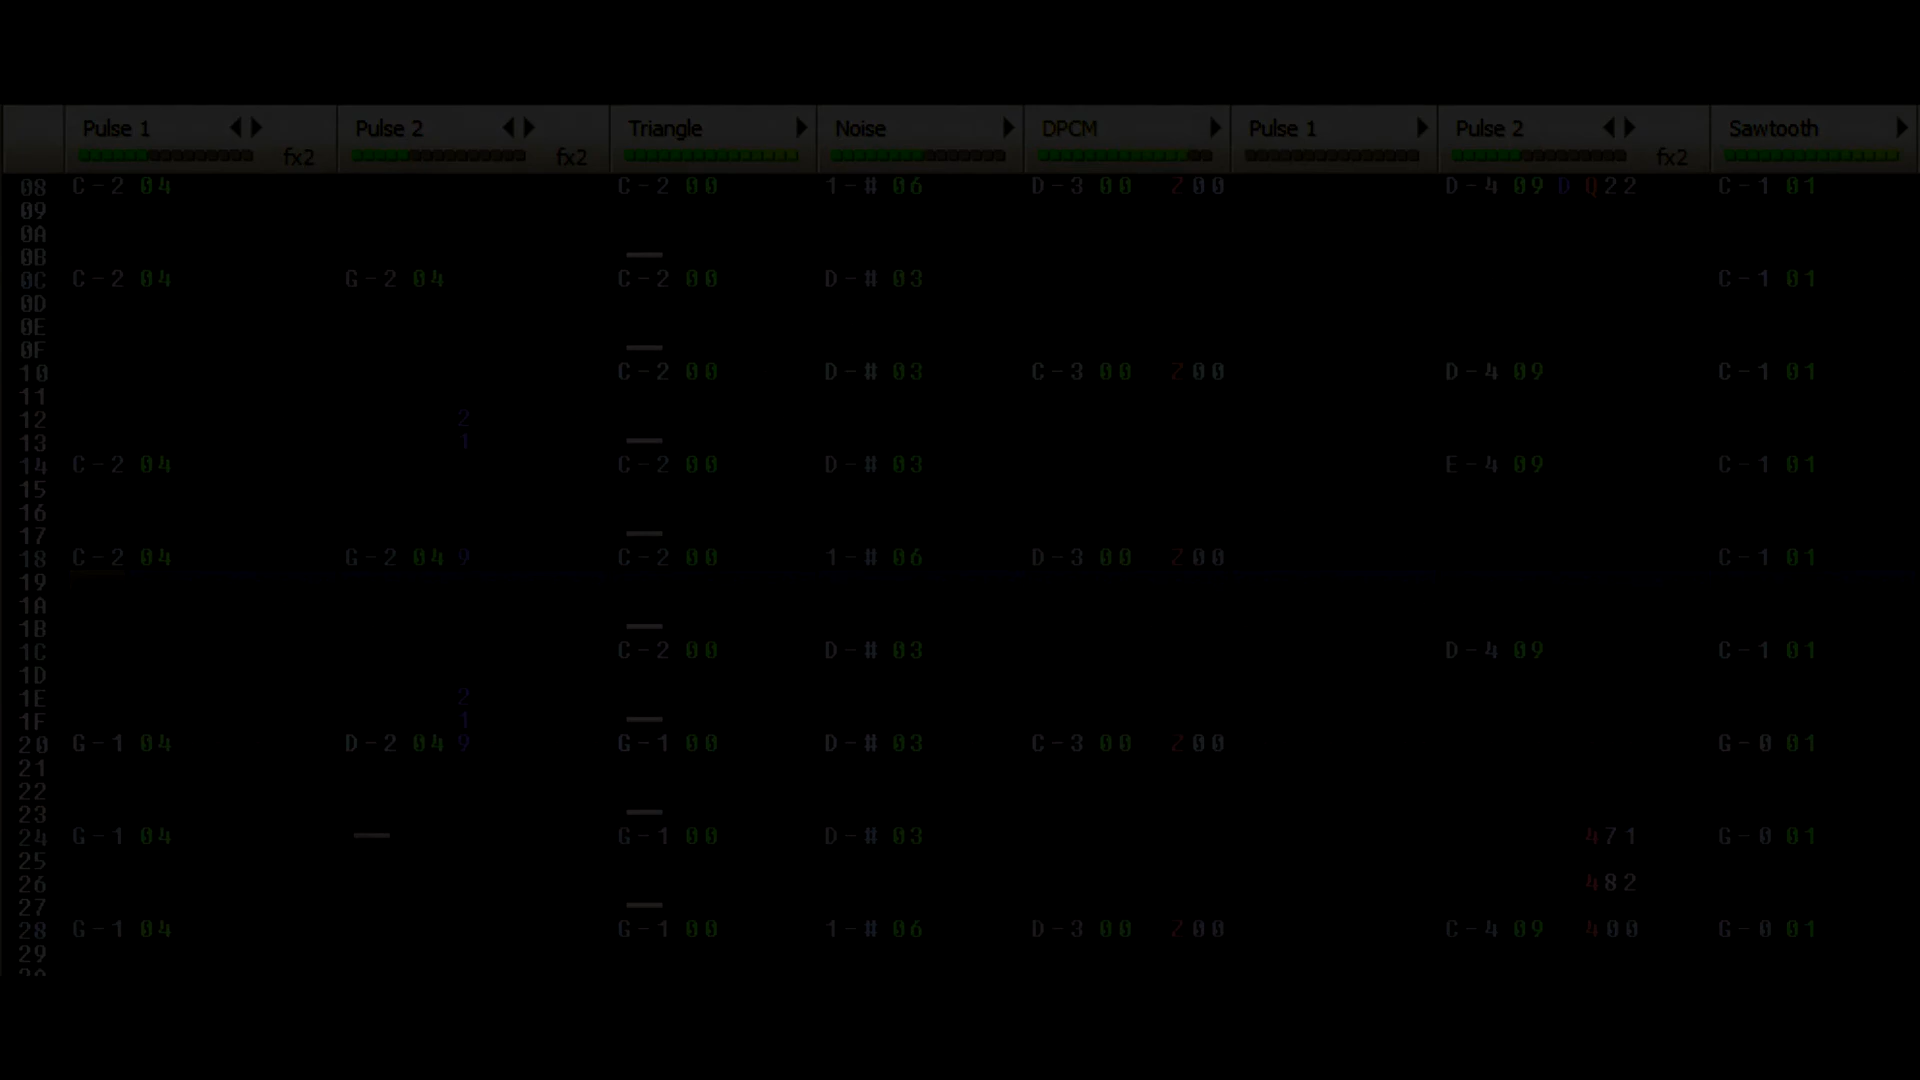 Pulse 1 Pulse 2 Triangle Noise DPCM Pulse 1 Pulse 2 Sawtooth
fx2 fx2 fx2
08 C-2 04 C-2 00 1-# 06 D-3 00 Z00 D-4 09 D Q22 C-1 01
09
0A
0B
0C C-2 04 G-2 04 C-2 00 D-# 03 C-1 01
0D
0E
0F
10 C-2 00 D-# 03 C-3 00 Z00 D-4 09 C-1 01
11
12 2
13 1
14 C-2 04 C-2 00 D-# 03 E-4 09 C-1 01
15
16
17
18 C-2 04 G-2 04 9 C-2 00 1-# 06 D-3 00 Z00 C-1 01
19
1A
1B
1C C-2 00 D-# 03 D-4 09 C-1 01
1D
1E 2
1F 1
20 G-1 04 D-2 04 9 G-1 00 D-# 03 C-3 00 Z00 G-0 01
21
22
23
24 G-1 04 G-1 00 D-# 03 471 G-0 01
25
26 482
27
28 G-1 04 G-1 00 1-# 06 D-3 00 Z00 C-4 09 400 G-0 01
29
2A